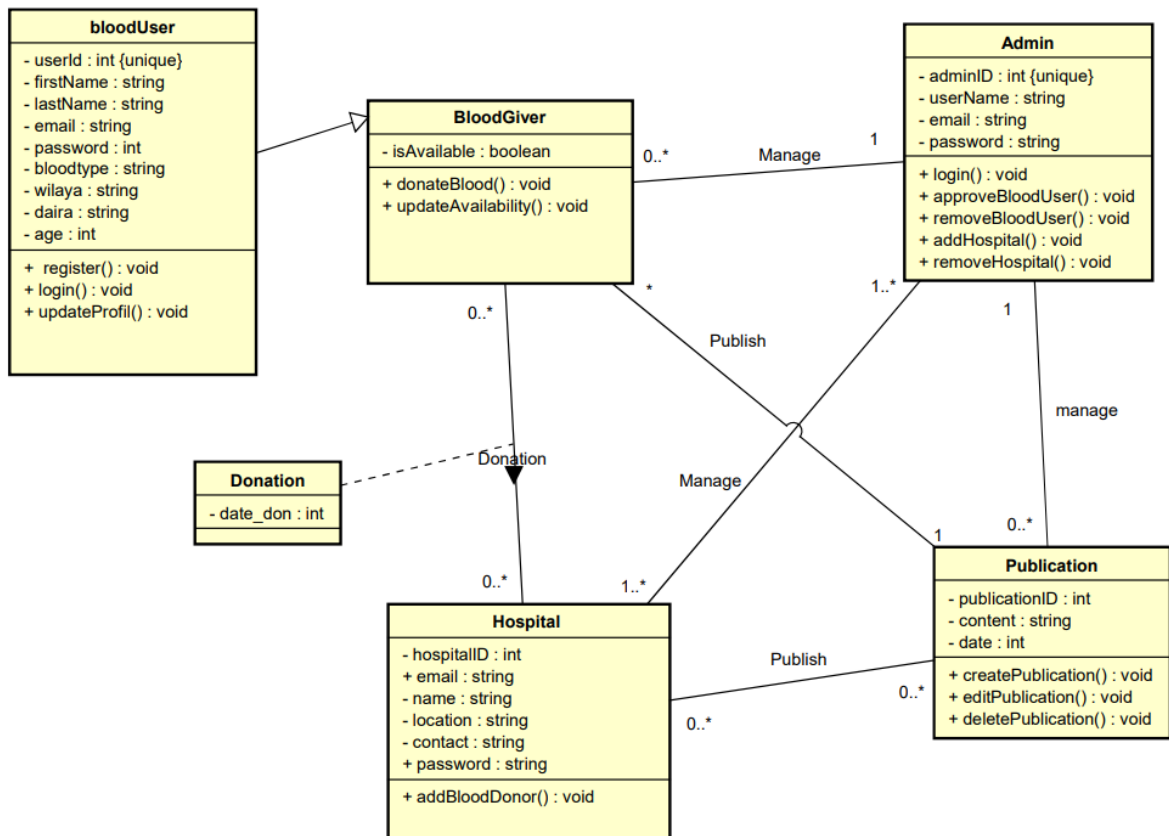 bloodUser
- userId : int {unique}
- firstName : string
- lastName : string
- email : string
- password : int
- bloodtype : string
- wilaya : string
- daira : string
- age : int
+  register() : void
+ login() : void
+ updateProfil() : void
BloodGiver
- isAvailable : boolean
+ donateBlood() : void
+ updateAvailability() : void
Admin
- adminID : int {unique}
- userName : string
- email : string
- password : string
+ login() : void
+ approveBloodUser() : void
+ removeBloodUser() : void
+ addHospital() : void
+ removeHospital() : void
0..*
Manage
1
0..*
*
Publish
1..*
1
manage
Donation
Donation
- date_don : int
Manage
0..*
1..*
1
0..*
Hospital
- hospitalID : int
+ email : string
- name : string
- location : string
- contact : string
+ password : string
+ addBloodDonor() : void
Publish
0..*
0..*
Publication
- publicationID : int
- content : string
- date : int
+ createPublication() : void
+ editPublication() : void
+ deletePublication() : void